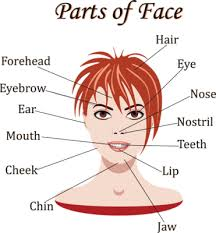 Parts of Face
Hair
Forehead
Eye
Eyebrow
Nose
Ear
Nostril
Mouth
Teeth
Cheek
Lip
Chin
Jaw